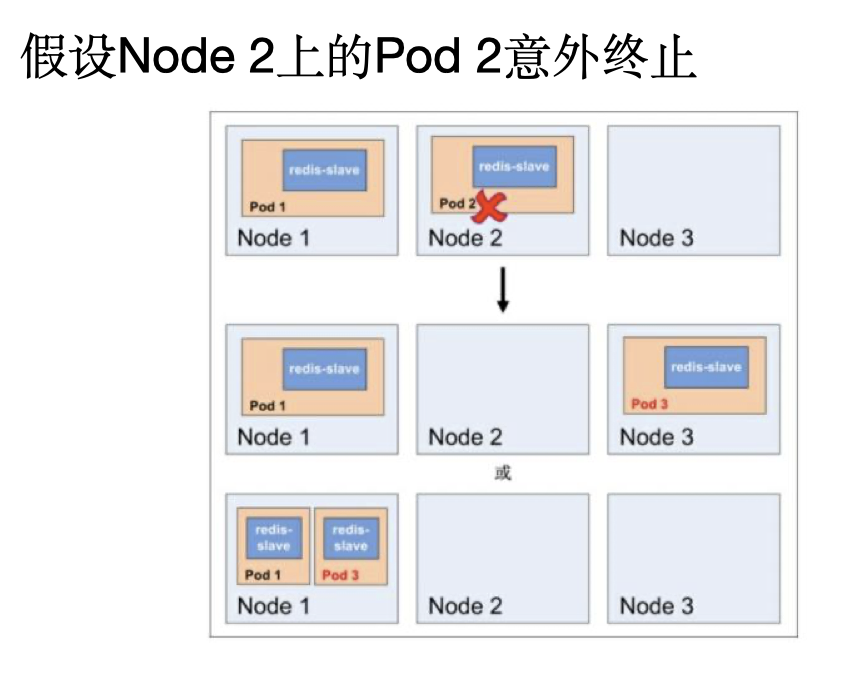 假设Node 2上的Pod 2意外终止
redis-slave
Pod 1
Node 1
redis-slave
Pod 2
Node 2
Node 3
redis-slave
Pod 1
Node 1
Node 2
redis-slave
Pod 3
Node 3
或
redis-
slave
Pod 1
redis-
slave
Pod 3
Node 1
Node 2
Node 3